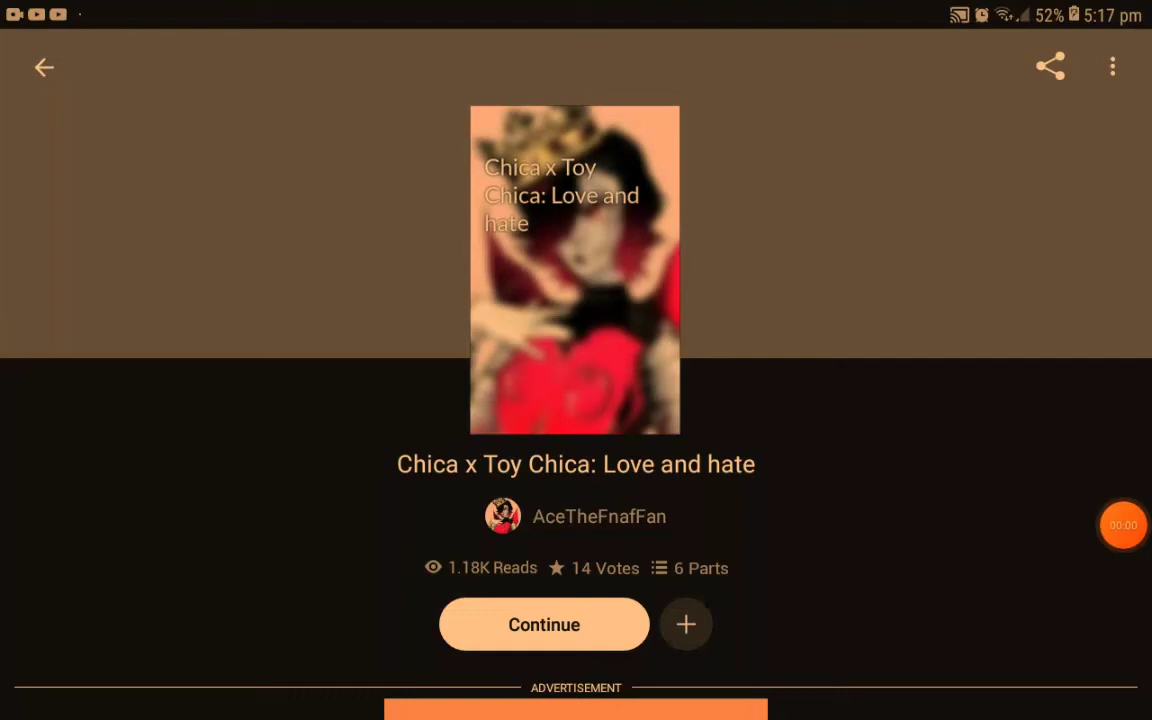 52% 5:17 pm
Chica x Toy
Chica: Love and
hate
Chica x Toy Chica: Love and hate
AceTheFnafFan
1.18K Reads 14 Votes 6 Parts
00:00
Continue
ADVERTISEMENT